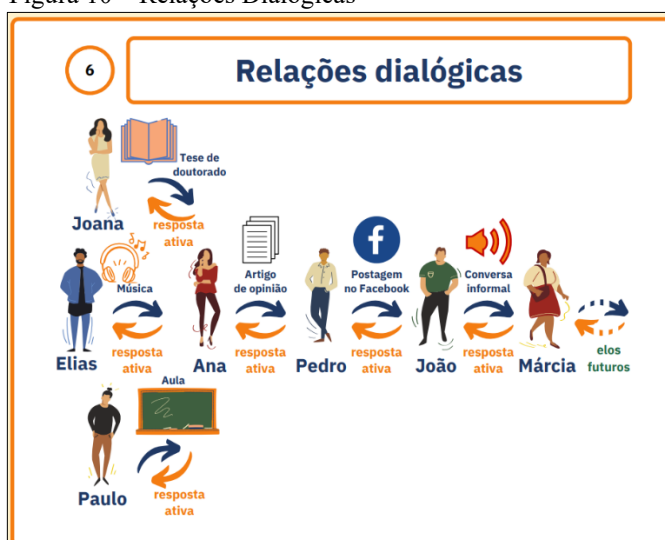 Figura 10 – Relações Dialógicas
6
Relações dialógicas
Tese de
doutorado
Joana
resposta
ativa
Música
Artigo
de opinião
Postagem
no Facebook
Conversa
informal
resposta
ativa
resposta
ativa
resposta
ativa
resposta
ativa
elos
futuros
Elias
Ana
Pedro
João
Márcia
Aula
Paulo
resposta
ativa